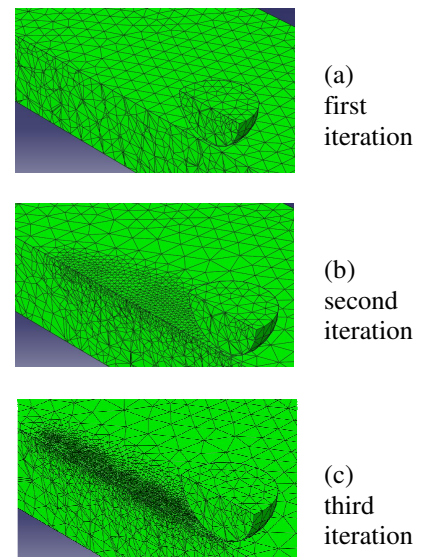 (a)
first
iteration
(b)
second
iteration
(c)
third
iteration